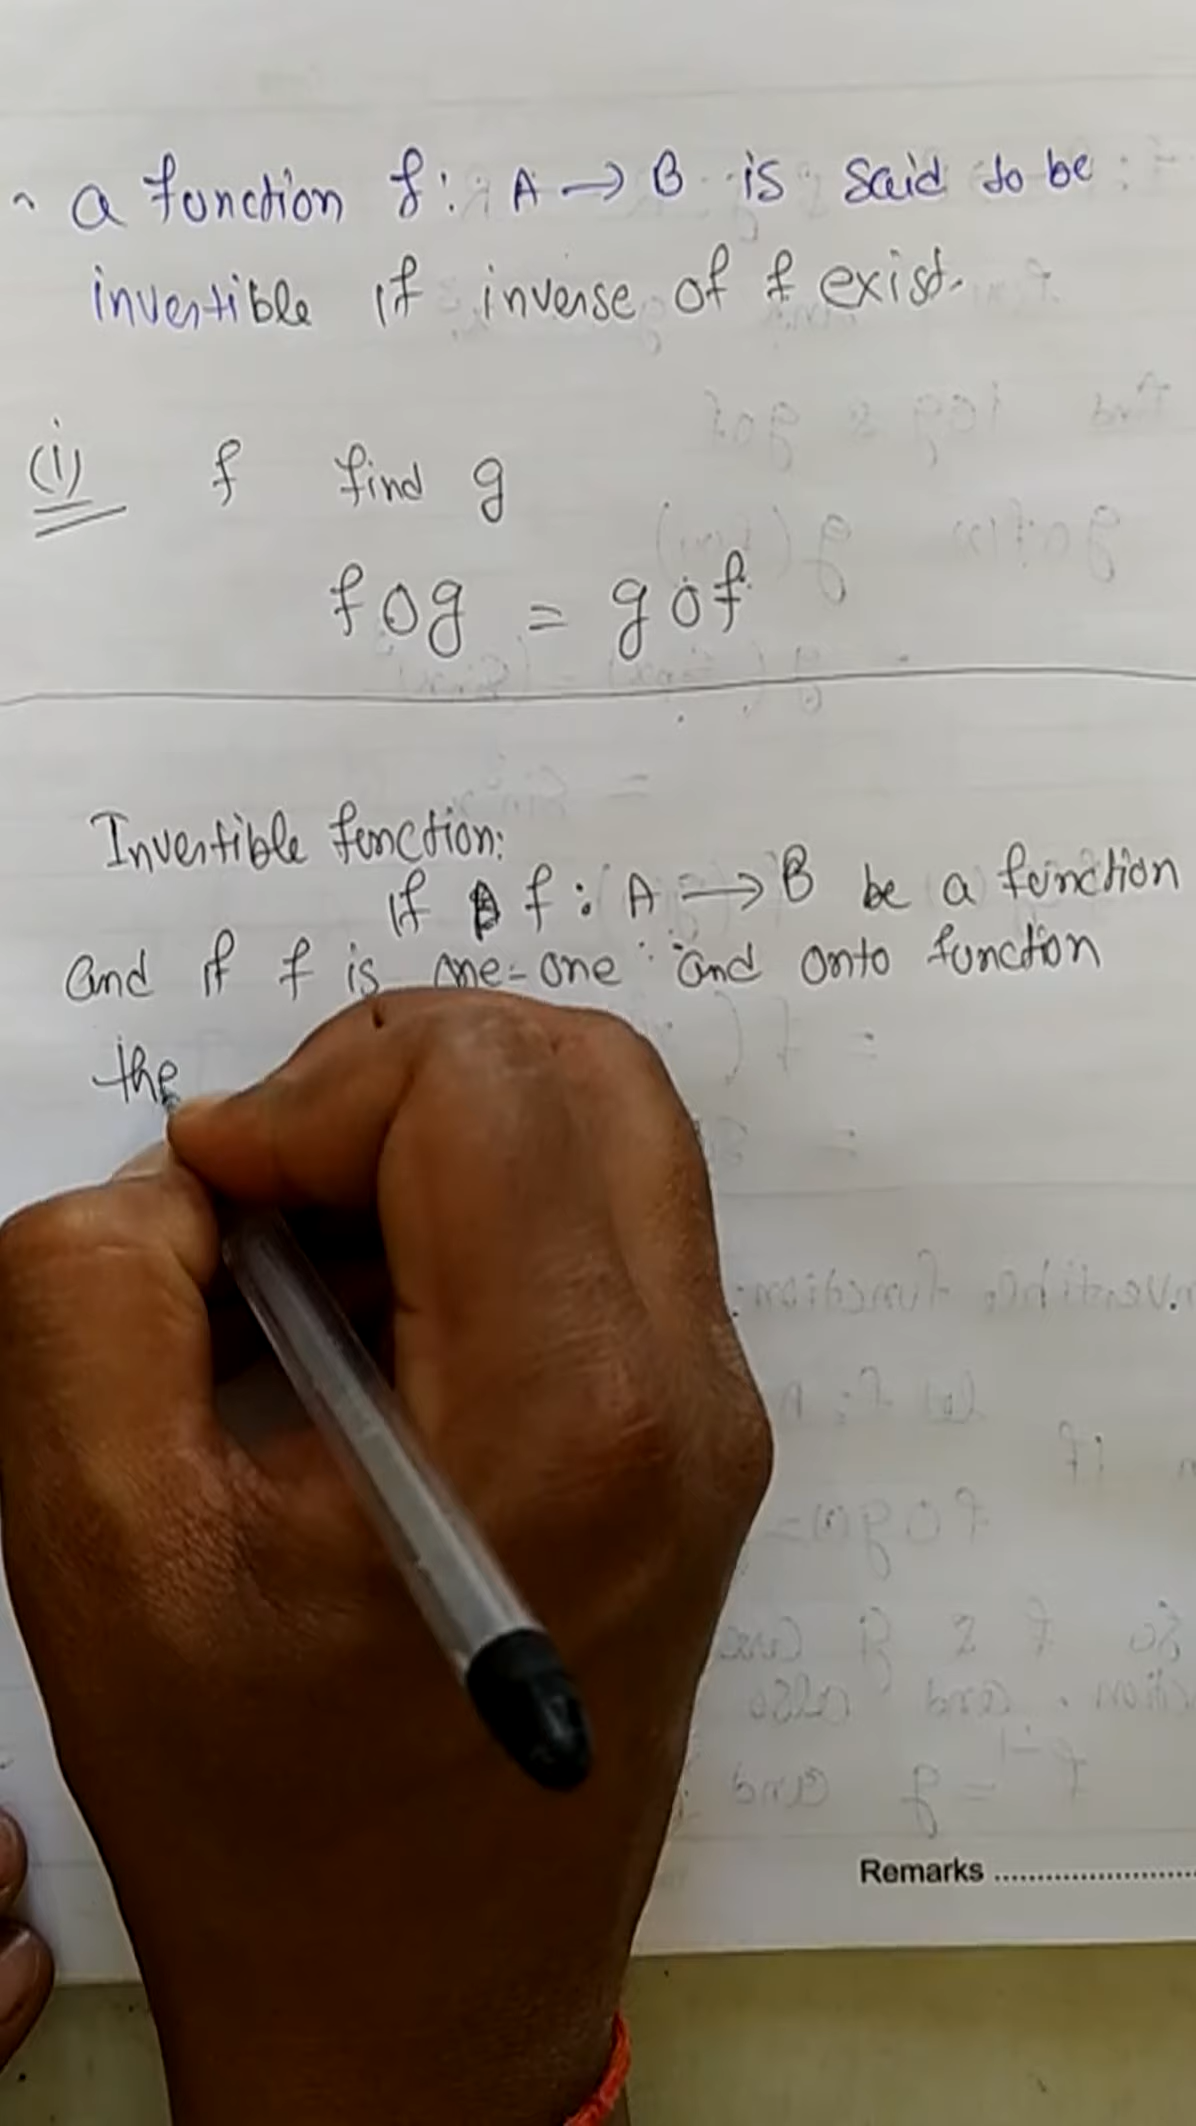 a function f: A → B is said to be
invertible if inverse of f exist.
(i) f find g
fog = gof
Invertible function:
If f : A → B be a function
and if f is one-one and onto function
the
Remarks